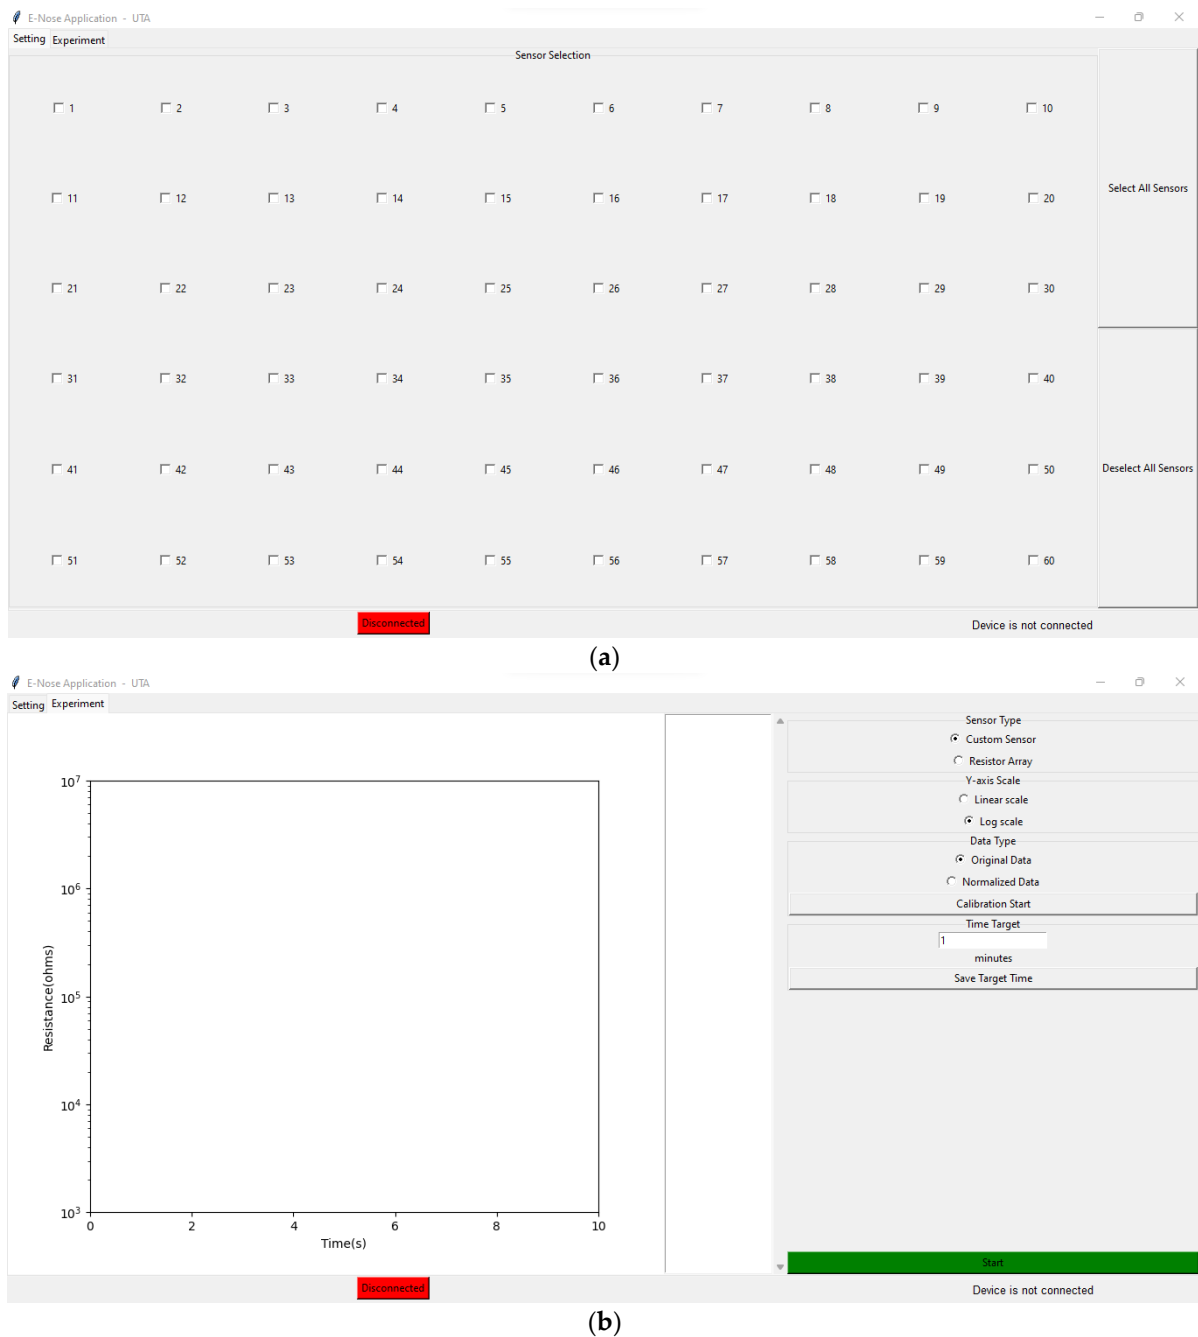 E-Nose Application - UTA
Setting Experiment
Sensor Selection
1 2 3 4 5 6 7 8 9 10
11 12 13 14 15 16 17 18 19 20
Select All Sensors
21 22 23 24 25 26 27 28 29 30
31 32 33 34 35 36 37 38 39 40
41 42 43 44 45 46 47 48 49 50
Deselect All Sensors
51 52 53 54 55 56 57 58 59 60
Disconnected
Device is not connected
(a)
E-Nose Application - UTA
Setting Experiment
10⁷
10⁶
10⁵
10⁴
10³
Resistance(ohms)
0 2 4 6 8 10
Time(s)
Sensor Type
Custom Sensor
Resistor Array
Y-axis Scale
Linear scale
Log scale
Data Type
Original Data
Normalized Data
Calibration Start
Time Target
1
minutes
Save Target Time
Start
Disconnected
Device is not connected
(b)